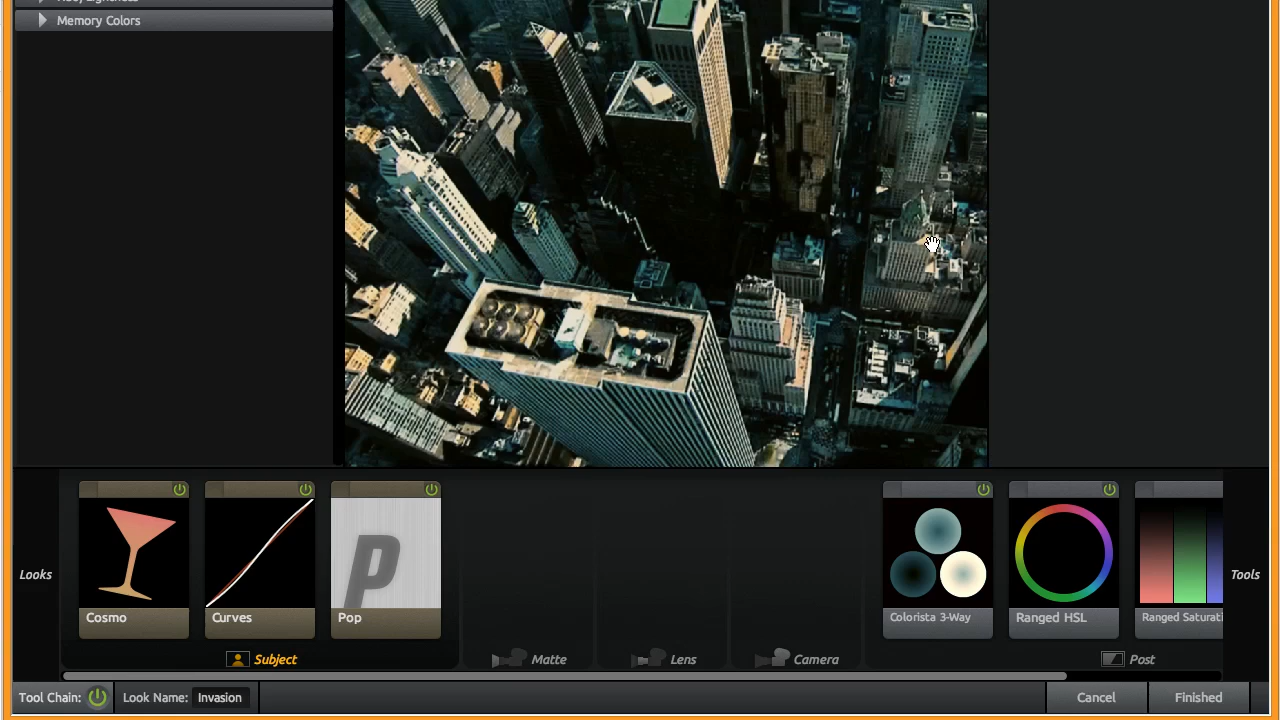 Memory Colors
P
Looks
Cosmo
Curves
Pop
Colorista 3-Way
Ranged HSL
Ranged Saturati
Tools
Subject
Matte
Lens
Camera
Post
Tool Chain:
Look Name: Invasion
Cancel
Finished